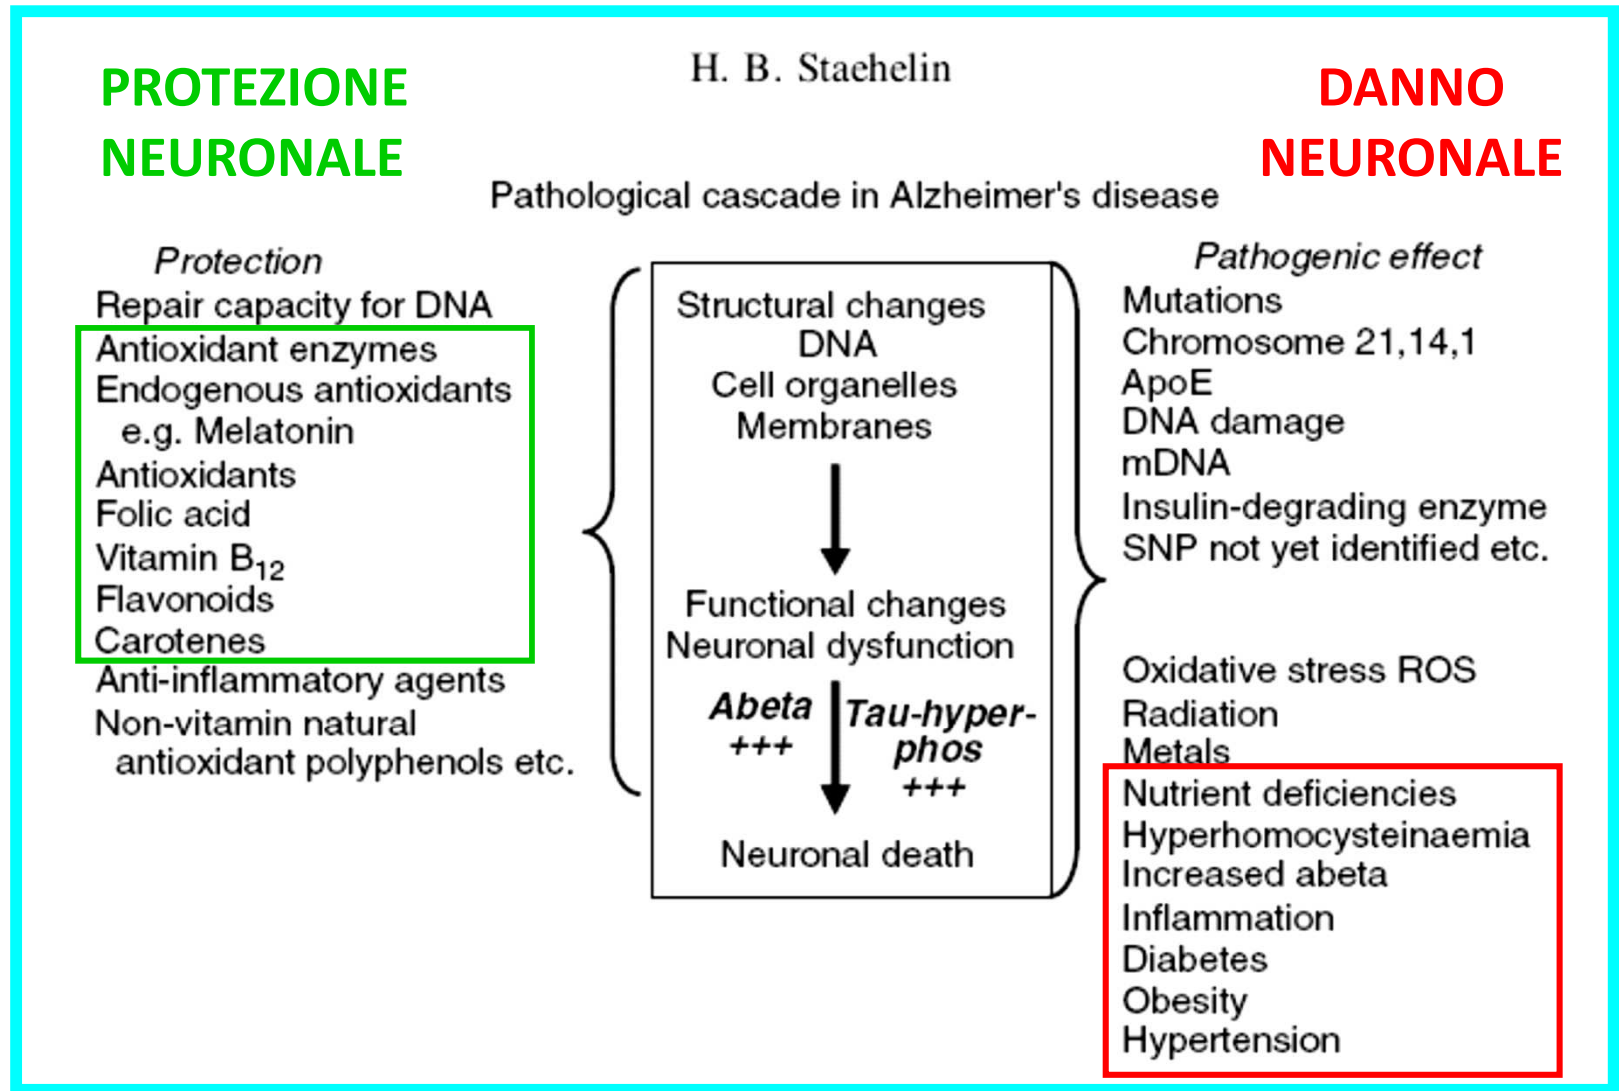 H. B. Staehelin
PROTEZIONE
NEURONALE
DANNO
NEURONALE
Pathological cascade in Alzheimer's disease
Protection
Repair capacity for DNA
Antioxidant enzymes
Endogenous antioxidants
e.g. Melatonin
Antioxidants
Folic acid
Vitamin B₁₂
Flavonoids
Carotenes
Anti-inflammatory agents
Non-vitamin natural
antioxidant polyphenols etc.
Structural changes
DNA
Cell organelles
Membranes
Functional changes
Neuronal dysfunction
Abeta
+++
Tau-hyper-
phos
+++
Neuronal death
Pathogenic effect
Mutations
Chromosome 21,14,1
ApoE
DNA damage
mDNA
Insulin-degrading enzyme
SNP not yet identified etc.
Oxidative stress ROS
Radiation
Metals
Nutrient deficiencies
Hyperhomocysteinaemia
Increased abeta
Inflammation
Diabetes
Obesity
Hypertension